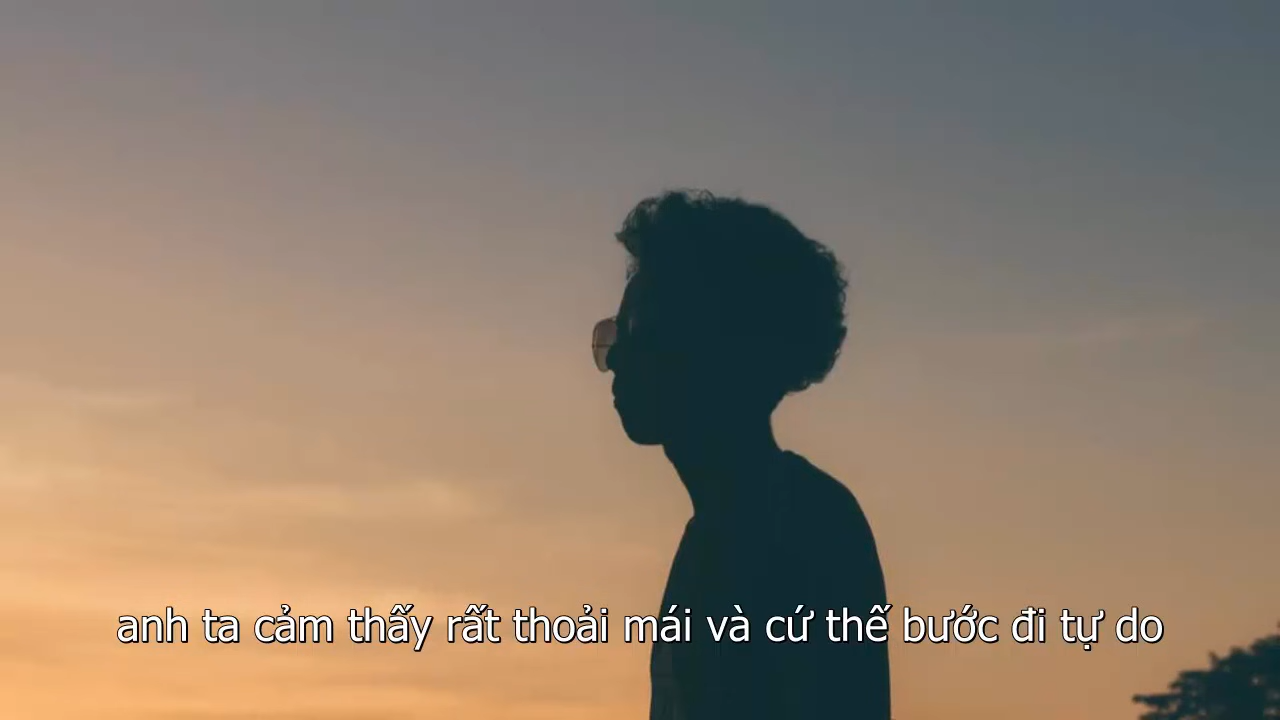 anh ta cảm thấy rất thoải mái và cứ thế bước đi tự do